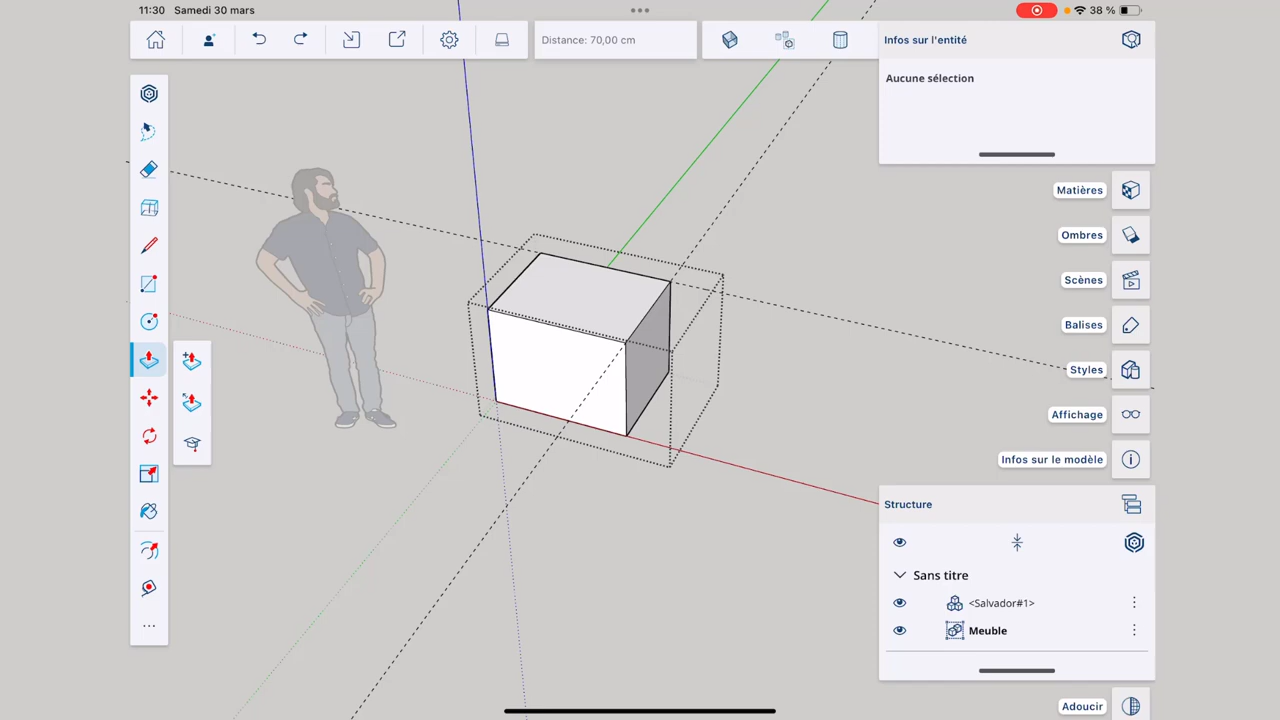 11:30 Samedi 30 mars
38 %
Distance: 70,00 cm
Infos sur l'entité
Aucune sélection
Matières
Ombres
Scènes
Balises
Styles
Affichage
Infos sur le modèle
Structure
Sans titre
<Salvador#1>
Meuble
Adoucir